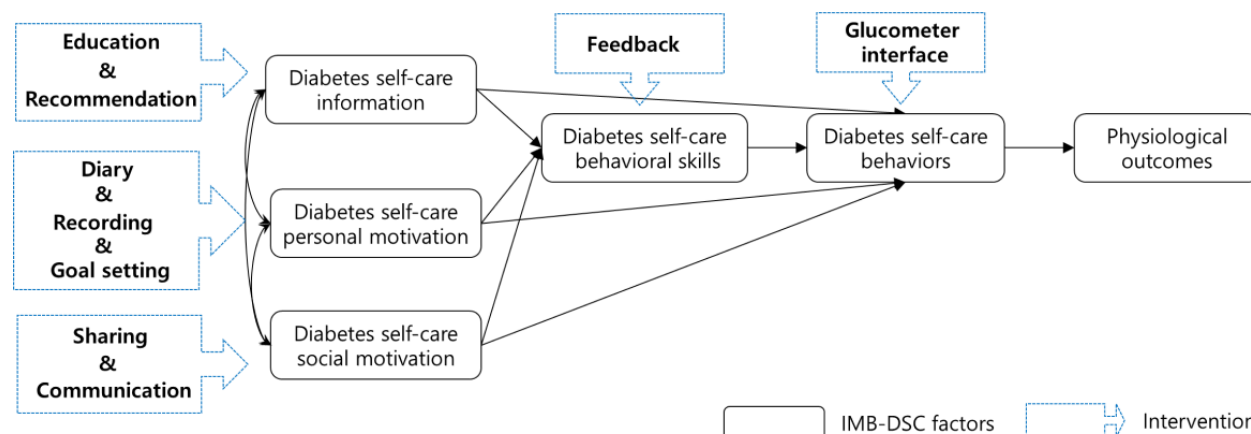 Education
&
Recommendation
Diary
&
Recording
&
Goal setting
Sharing
&
Communication
Diabetes self-care
information
Diabetes self-care
personal motivation
Diabetes self-care
social motivation
Feedback
Diabetes self-care
behavioral skills
Glucometer
interface
Diabetes self-care
behaviors
Physiological
outcomes
IMB-DSC factors
Intervention